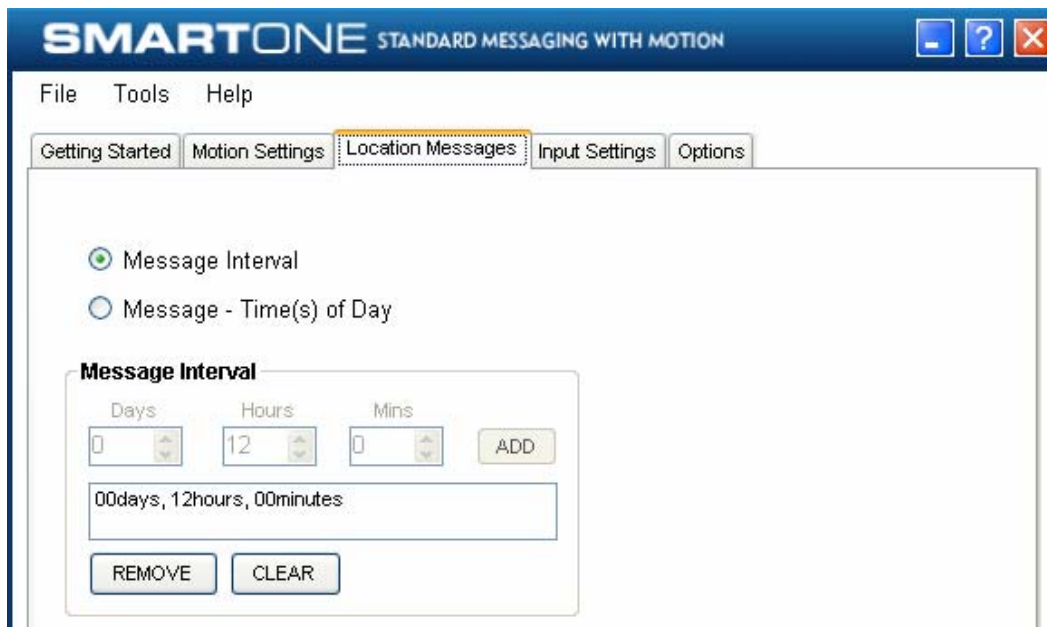 SMARTONE STANDARD MESSAGING WITH MOTION
File Tools Help
Getting Started Motion Settings Location Messages Input Settings Options
Message Interval
Message - Time(s) of Day
Message Interval
Days Hours Mins
0 12 0 ADD
00days, 12hours, 00minutes
REMOVE CLEAR